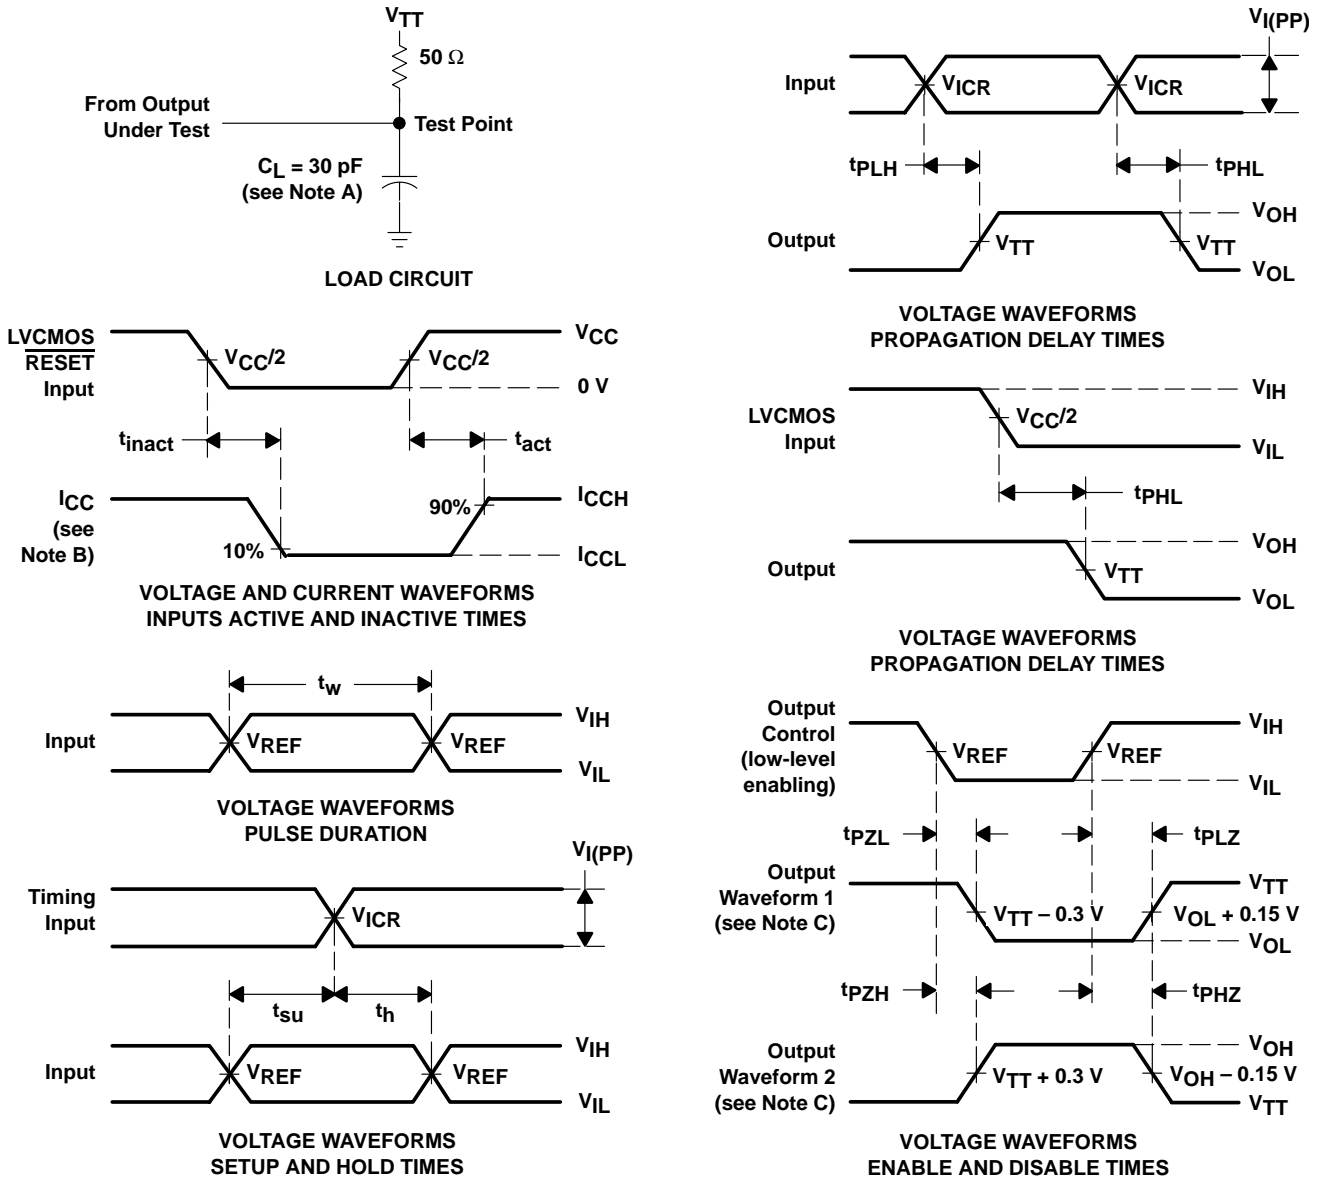 VTT
50 Ω
From Output
Under Test
Test Point
CL = 30 pF
(see Note A)
LOAD CIRCUIT
LVCMOS
RESET
Input
VCC/2
VCC/2
VCC
0 V
tinact
tact
ICC
(see
Note B)
10%
90%
ICCH
ICCL
VOLTAGE AND CURRENT WAVEFORMS
INPUTS ACTIVE AND INACTIVE TIMES
tw
Input
VREF
VREF
VIH
VIL
VOLTAGE WAVEFORMS
PULSE DURATION
Timing
Input
VICR
VI(PP)
tsu
th
Input
VREF
VREF
VIH
VIL
VOLTAGE WAVEFORMS
SETUP AND HOLD TIMES
VI(PP)
Input
VICR
VICR
tPLH
tPHL
Output
VTT
VTT
VOH
VOL
VOLTAGE WAVEFORMS
PROPAGATION DELAY TIMES
LVCMOS
Input
VCC/2
VIH
VIL
tPHL
Output
VTT
VOH
VOL
VOLTAGE WAVEFORMS
PROPAGATION DELAY TIMES
Output
Control
(low-level
enabling)
VREF
VREF
VIH
VIL
tPZL
tPLZ
Output
Waveform 1
(see Note C)
VTT – 0.3 V
VTT
VOL + 0.15 V
VOL
tPZH
tPHZ
Output
Waveform 2
(see Note C)
VTT + 0.3 V
VOH
VOH – 0.15 V
VTT
VOLTAGE WAVEFORMS
ENABLE AND DISABLE TIMES